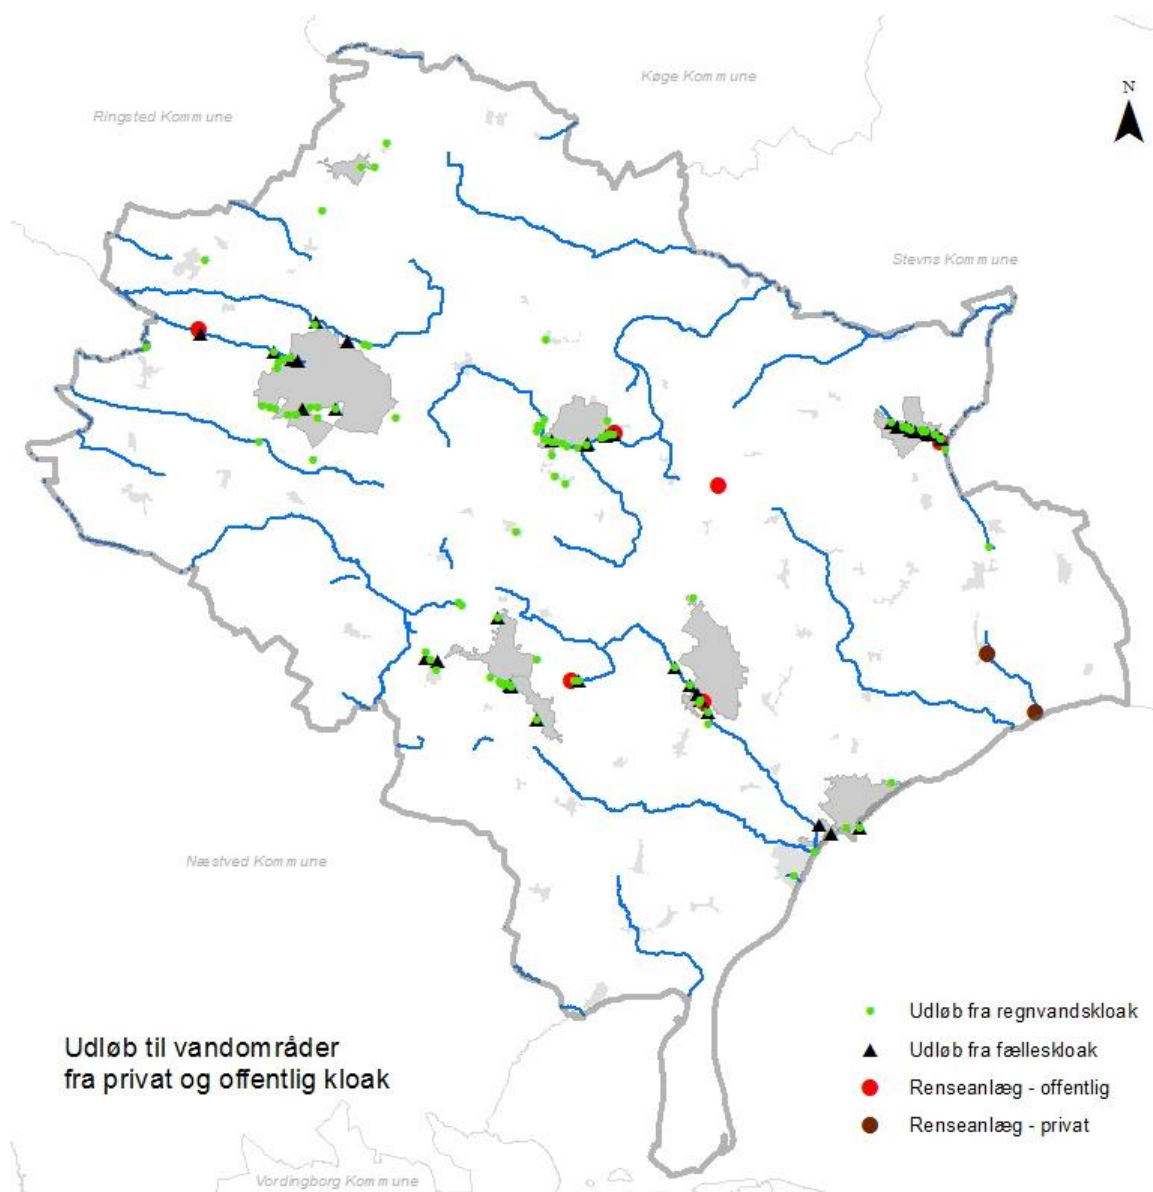 Køge Kommune
Ringsted Kommune
N
Stevns Kommune
Næstved Kommune
Udløb til vandområder
fra privat og offentlig kloak
Udløb fra regnvandskloak
Udløb fra fælleskloak
Renseanlæg - offentlig
Renseanlæg - privat
Vordingborg Kommune